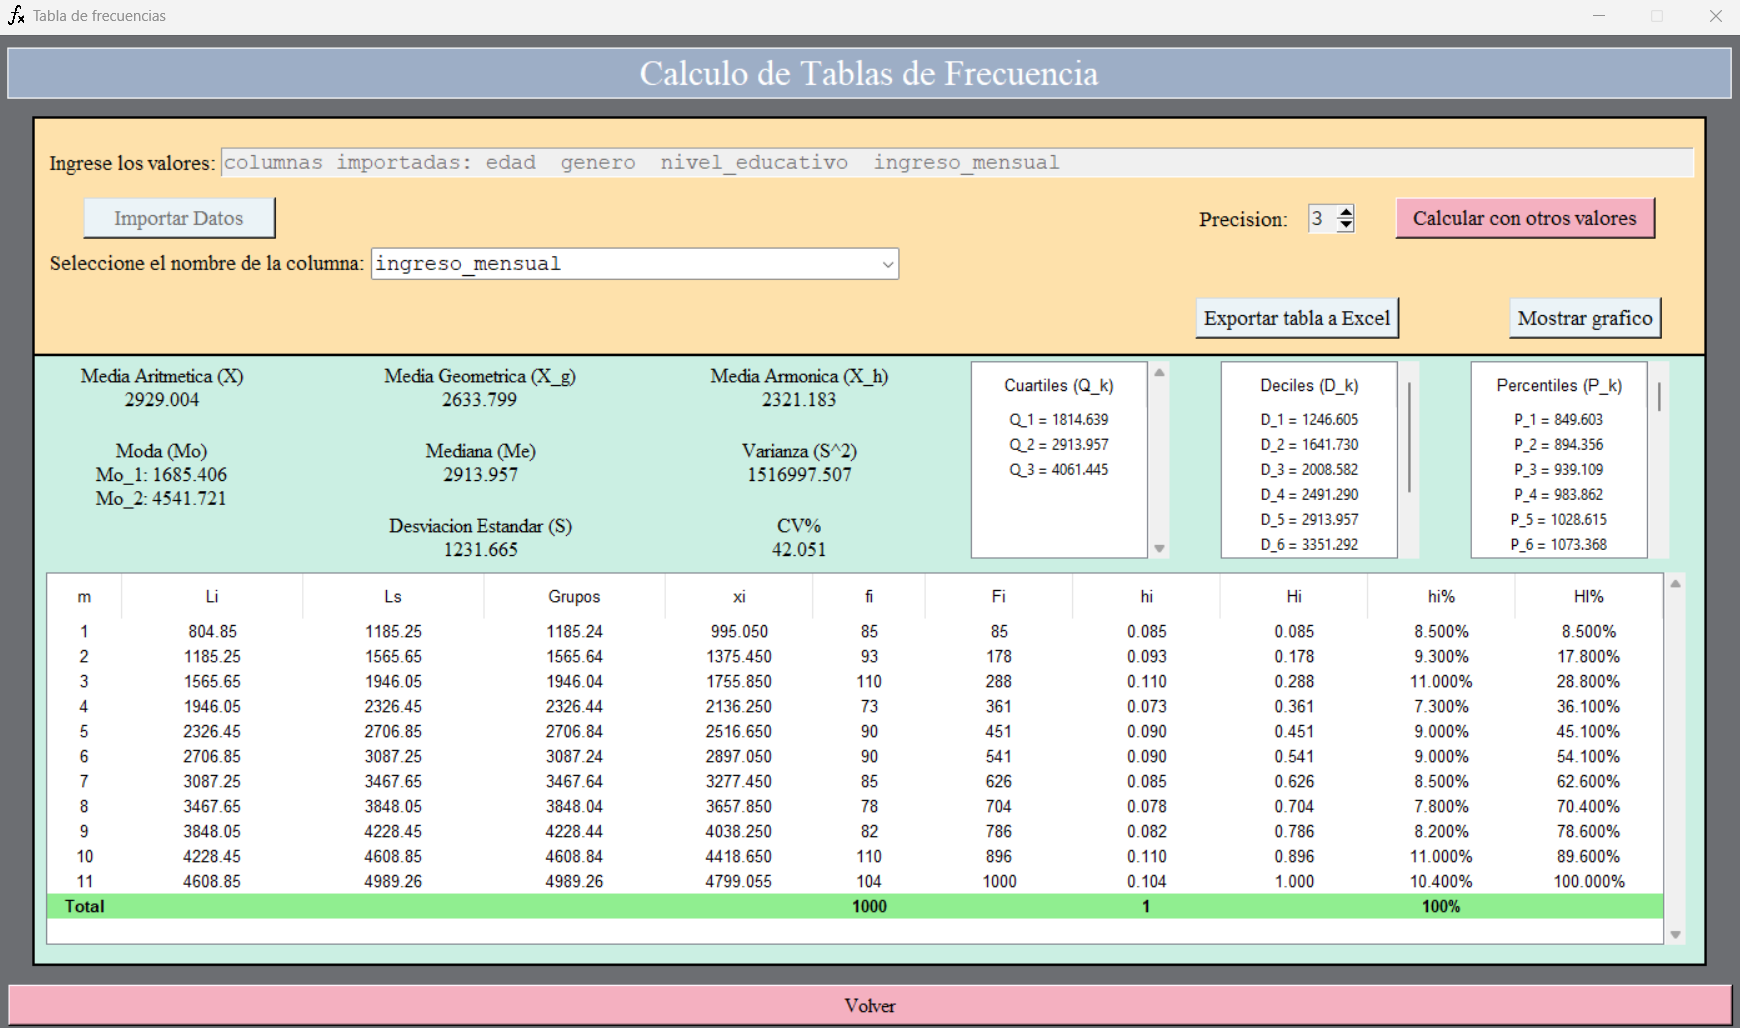 Tabla de frecuencias
Calculo de Tablas de Frecuencia
Ingrese los valores: columnas importadas: edad genero nivel_educativo ingreso_mensual
Importar Datos
Precision: 3
Calcular con otros valores
Seleccione el nombre de la columna: ingreso_mensual
Exportar tabla a Excel
Mostrar grafico
Media Aritmetica (X)
2929.004
Media Geometrica (X_g)
2633.799
Media Armonica (X_h)
2321.183
Moda (Mo)
Mo_1: 1685.406
Mo_2: 4541.721
Mediana (Me)
2913.957
Varianza (S^2)
1516997.507
Desviacion Estandar (S)
1231.665
CV%
42.051
Cuartiles (Q_k)
Q_1 = 1814.639
Q_2 = 2913.957
Q_3 = 4061.445
Deciles (D_k)
D_1 = 1246.605
D_2 = 1641.730
D_3 = 2008.582
D_4 = 2491.290
D_5 = 2913.957
D_6 = 3351.292
Percentiles (P_k)
P_1 = 849.603
P_2 = 894.356
P_3 = 939.109
P_4 = 983.862
P_5 = 1028.615
P_6 = 1073.368
m Li Ls Grupos xi fi Fi hi Hi hi% HI%
1 804.85 1185.25 1185.24 995.050 85 85 0.085 0.085 8.500% 8.500%
2 1185.25 1565.65 1565.64 1375.450 93 178 0.093 0.178 9.300% 17.800%
3 1565.65 1946.05 1946.04 1755.850 110 288 0.110 0.288 11.000% 28.800%
4 1946.05 2326.45 2326.44 2136.250 73 361 0.073 0.361 7.300% 36.100%
5 2326.45 2706.85 2706.84 2516.650 90 451 0.090 0.451 9.000% 45.100%
6 2706.85 3087.25 3087.24 2897.050 90 541 0.090 0.541 9.000% 54.100%
7 3087.25 3467.65 3467.64 3277.450 85 626 0.085 0.626 8.500% 62.600%
8 3467.65 3848.05 3848.04 3657.850 78 704 0.078 0.704 7.800% 70.400%
9 3848.05 4228.45 4228.44 4038.250 82 786 0.082 0.786 8.200% 78.600%
10 4228.45 4608.85 4608.84 4418.650 110 896 0.110 0.896 11.000% 89.600%
11 4608.85 4989.26 4989.26 4799.055 104 1000 0.104 1.000 10.400% 100.000%
Total 1000 1 100%
Volver